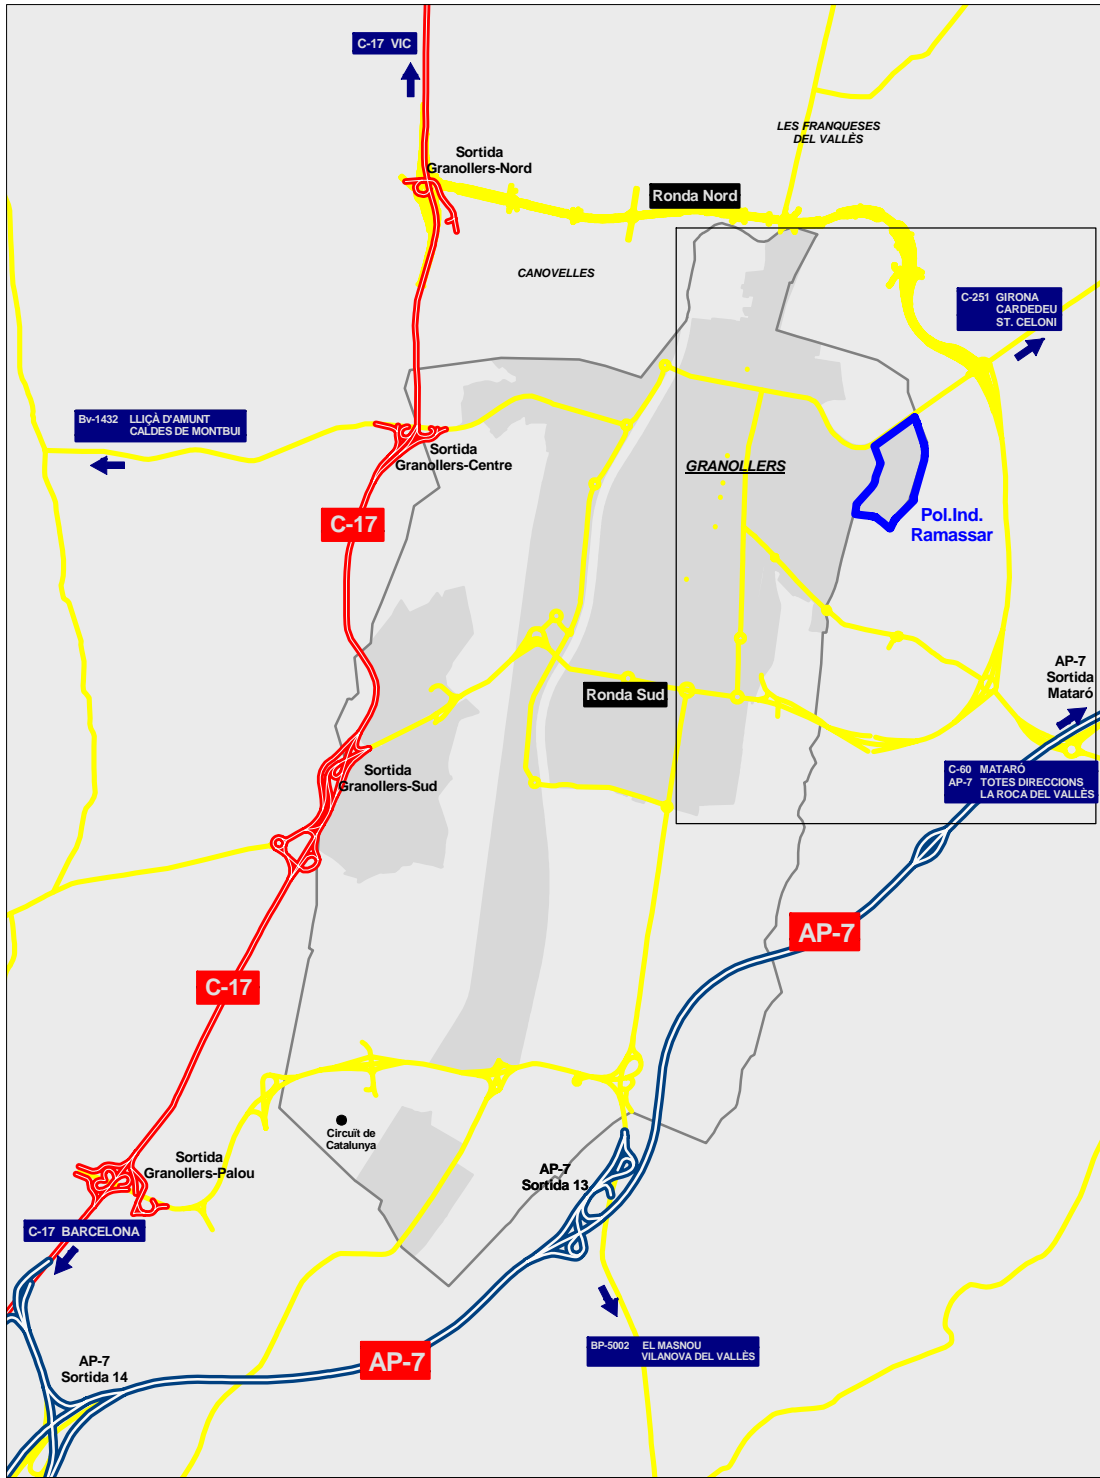 C-17 VIC
LES FRANQUESES
DEL VALLÈS
Sortida
Granollers-Nord
Ronda Nord
CANOVELLES
C-251 GIRONA
CARDEDEU
ST. CELONI
Bv-1432 LLIÇÀ D'AMUNT
CALDES DE MONTBUI
Sortida
Granollers-Centre
GRANOLLERS
C-17
Pol.Ind.
Ramassar
AP-7
Sortida
Mataró
Ronda Sud
Sortida
Granollers-Sud
C-60 MATARÓ
AP-7 TOTES DIRECCIONS
LA ROCA DEL VALLÈS
AP-7
C-17
Circuït de
Catalunya
Sortida
Granollers-Palou
AP-7
Sortida 13
C-17 BARCELONA
BP-5002 EL MASNOU
VILANOVA DEL VALLÈS
AP-7
AP-7
Sortida 14